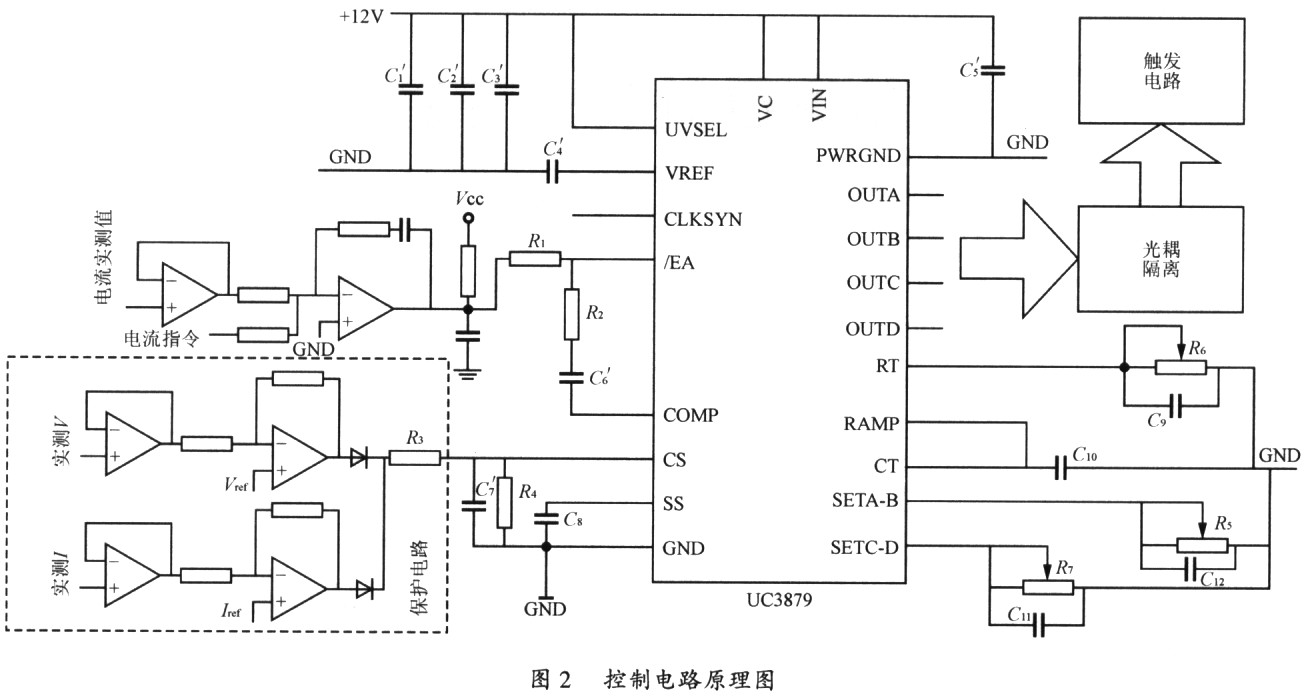 +12V
C1′
C2′
C3′
C4′
C5′
GND
UVSEL
VREF
CLKSYN
/EA
COMP
CS
SS
GND
VC
VIN
PWRGND
OUTA
OUTB
OUTC
OUTD
RT
RAMP
CT
SETA-B
SETC-D
UC3879
GND
触发
电路
光耦
隔离
电流实测值
电流指令
GND
Vcc
R1
R2
C6′
实测V
Vref
实测I
Iref
保护电路
R3
C7′
R4
C8
GND
R6
C9
C10
GND
R5
C12
R7
C11
图 2 控制电路原理图